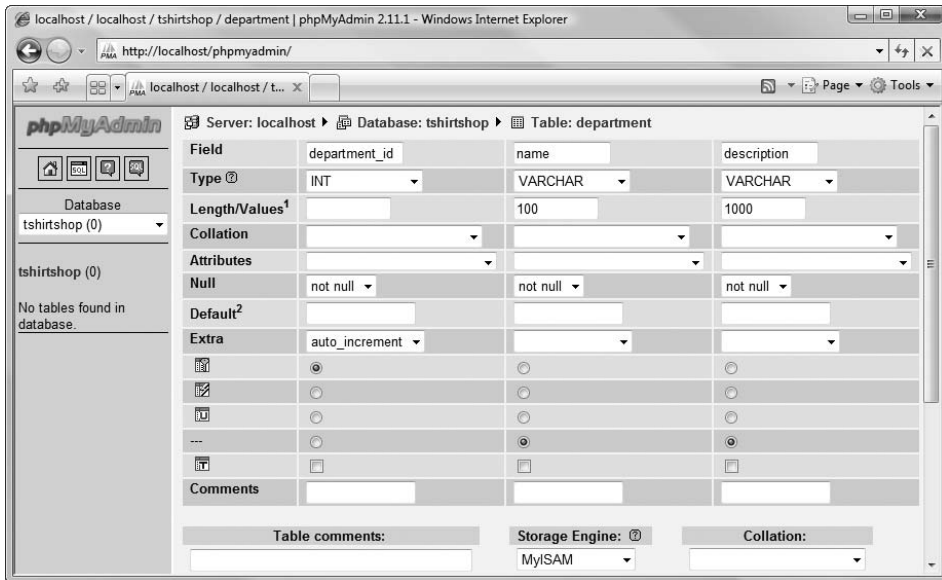 localhost / localhost / tshirtshop / department | phpMyAdmin 2.11.1 - Windows Internet Explorer
PMA http://localhost/phpmyadmin/
PMA localhost / localhost / t... X Page Tools
phpMyAdmin
SQL
Database
tshirtshop (0)
tshirtshop (0)
No tables found in
database.
Server: localhost Database: tshirtshop Table: department
Field department_id name description
Type INT VARCHAR VARCHAR
Length/Values1 100 1000
Collation
Attributes
Null not null not null not null
Default2
Extra auto_increment
U
---
T
Comments
Table comments: Storage Engine: Collation:
MyISAM